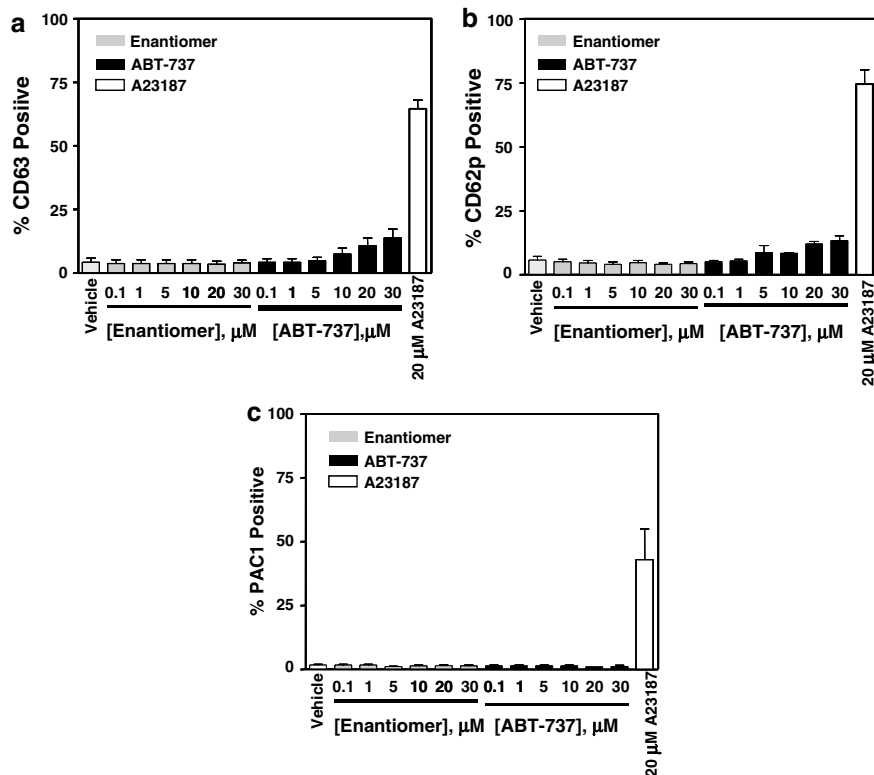 a
% CD63 Posiive
100
75
50
25
0
Enantiomer
ABT-737
A23187
Vehicle
0.1 1 5 10 20 30 0.1 1 5 10 20 30
[Enantiomer], µM
[ABT-737],µM
20 µM A23187
b
% CD62p Positive
100
75
50
25
0
Enantiomer
ABT-737
A23187
Vehicle
0.1 1 5 10 20 30 0.1 1 5 10 20 30
[Enantiomer], µM
[ABT-737], µM
20 µM A23187
c
% PAC1 Positive
100
75
50
25
0
Enantiomer
ABT-737
A23187
Vehicle
0.1 1 5 10 20 30 0.1 1 5 10 20 30
[Enantiomer], µM
[ABT-737], µM
20 µM A23187